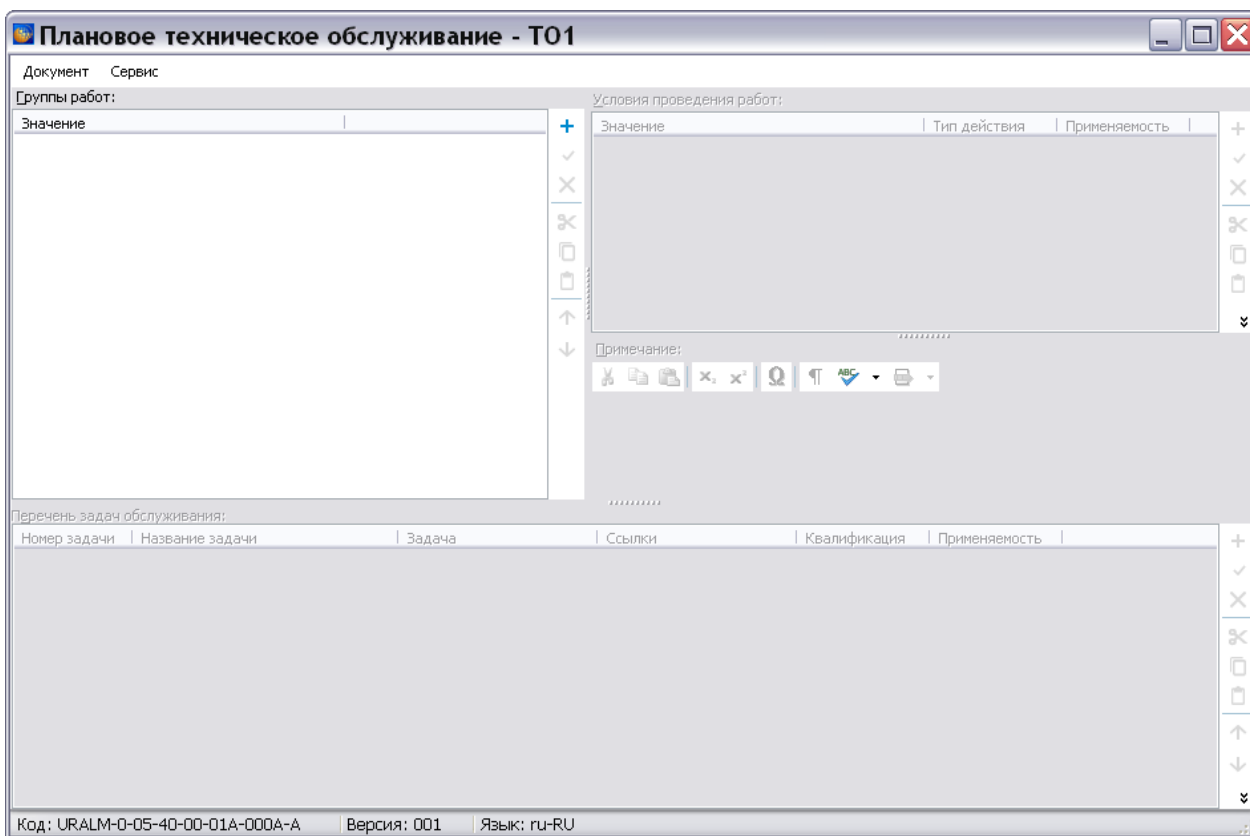 Плановое техническое обслуживание - ТО1
Документ Сервис
Группы работ:
Значение
Условия проведения работ:
Значение Тип действия Применяемость
Примечание:
ABC
Перечень задач обслуживания:
Номер задачи Название задачи Задача Ссылки Квалификация Применяемость
Код: URALM-0-05-40-00-01A-000A-A Версия: 001 Язык: ru-RU